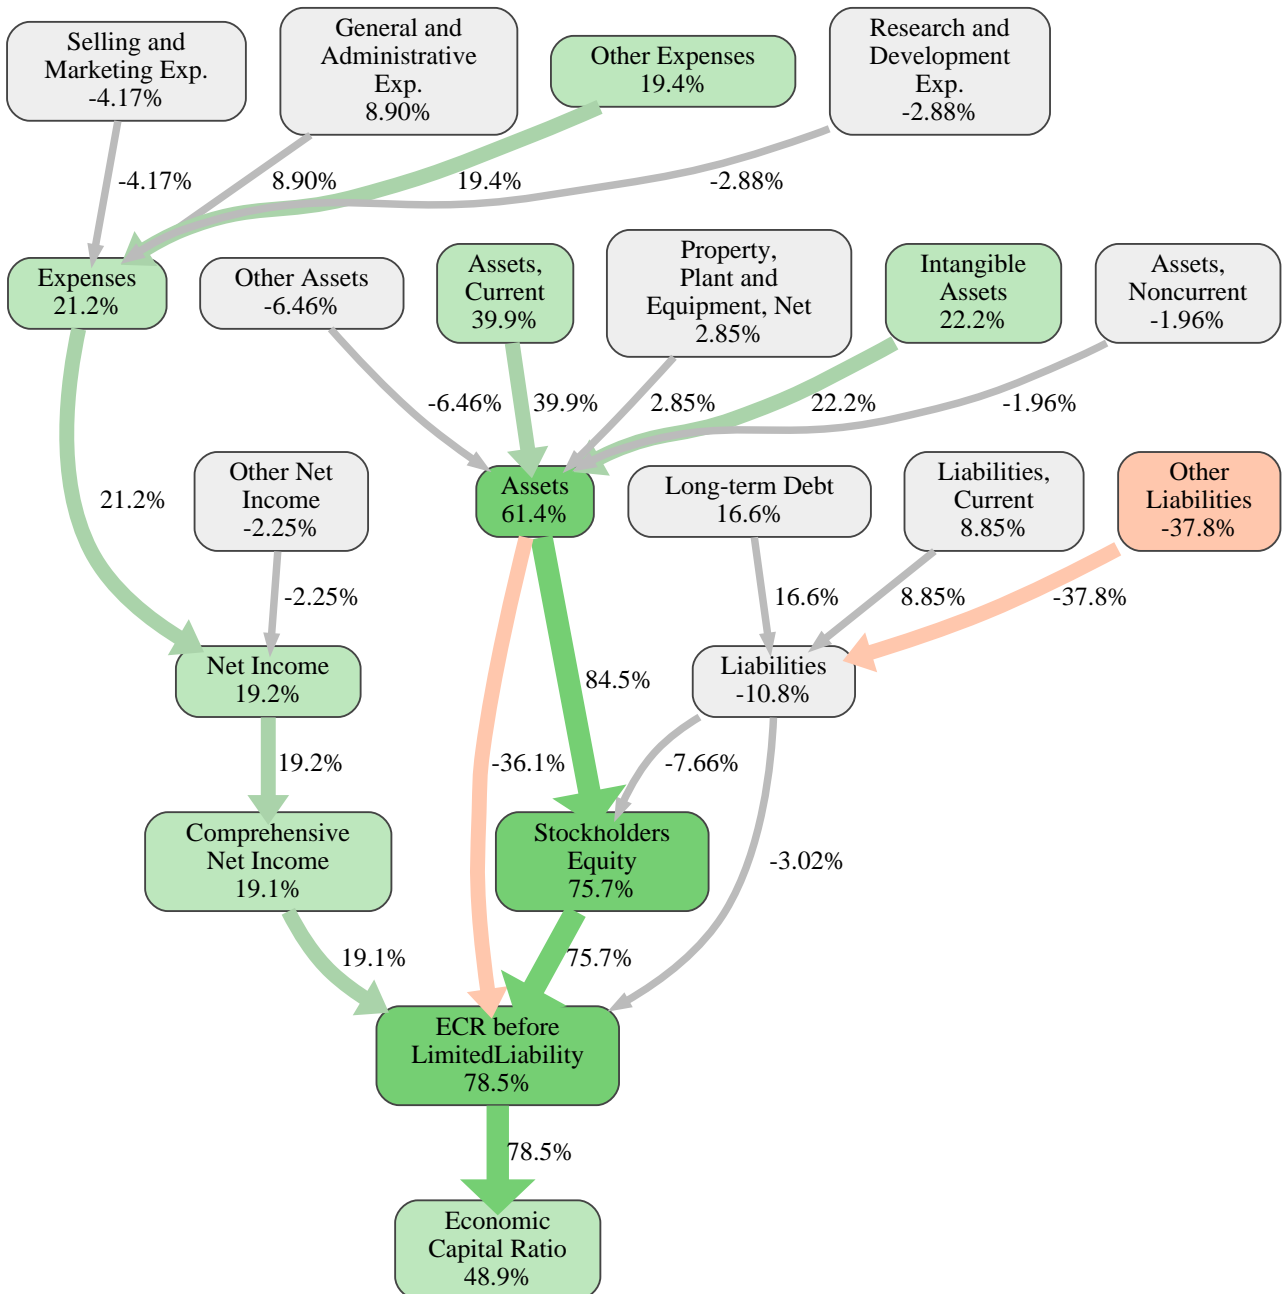 Selling and
Marketing Exp.
-4.17%
General and
Administrative
Exp.
8.90%
Other Expenses
19.4%
Research and
Development
Exp.
-2.88%
-4.17%
8.90%
19.4%
-2.88%
Expenses
21.2%
Other Assets
-6.46%
Assets,
Current
39.9%
Property,
Plant and
Equipment, Net
2.85%
Intangible
Assets
22.2%
Assets,
Noncurrent
-1.96%
-6.46%
39.9%
2.85%
22.2%
-1.96%
21.2%
Other Net
Income
-2.25%
Assets
61.4%
Long-term Debt
16.6%
Liabilities,
Current
8.85%
Other
Liabilities
-37.8%
-2.25%
16.6%
8.85%
-37.8%
Net Income
19.2%
84.5%
Liabilities
-10.8%
19.2%
-36.1%
-7.66%
Comprehensive
Net Income
19.1%
Stockholders
Equity
75.7%
-3.02%
19.1%
75.7%
ECR before
LimitedLiability
78.5%
78.5%
Economic
Capital Ratio
48.9%